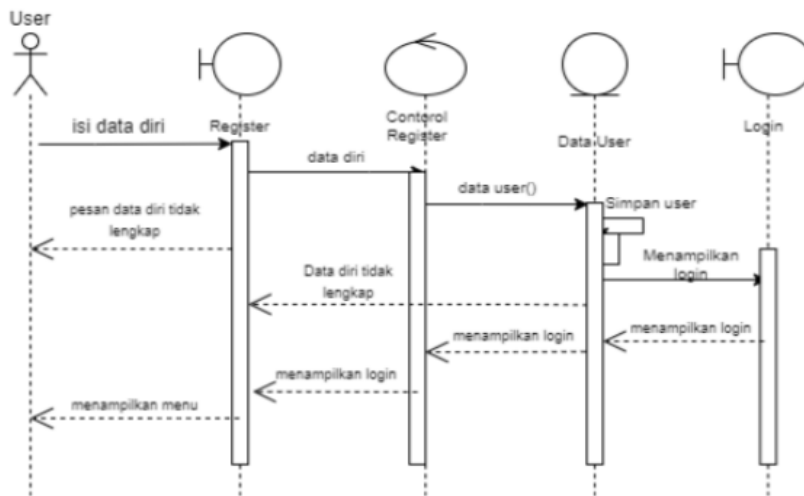 User
Register
Contorol
Register
Data User
Login
isi data diri
data diri
data user()
Simpan user
pesan data diri tidak
lengkap
Menampilkan
login
Data diri tidak
lengkap
menampilkan login
menampilkan login
menampilkan login
menampilkan menu